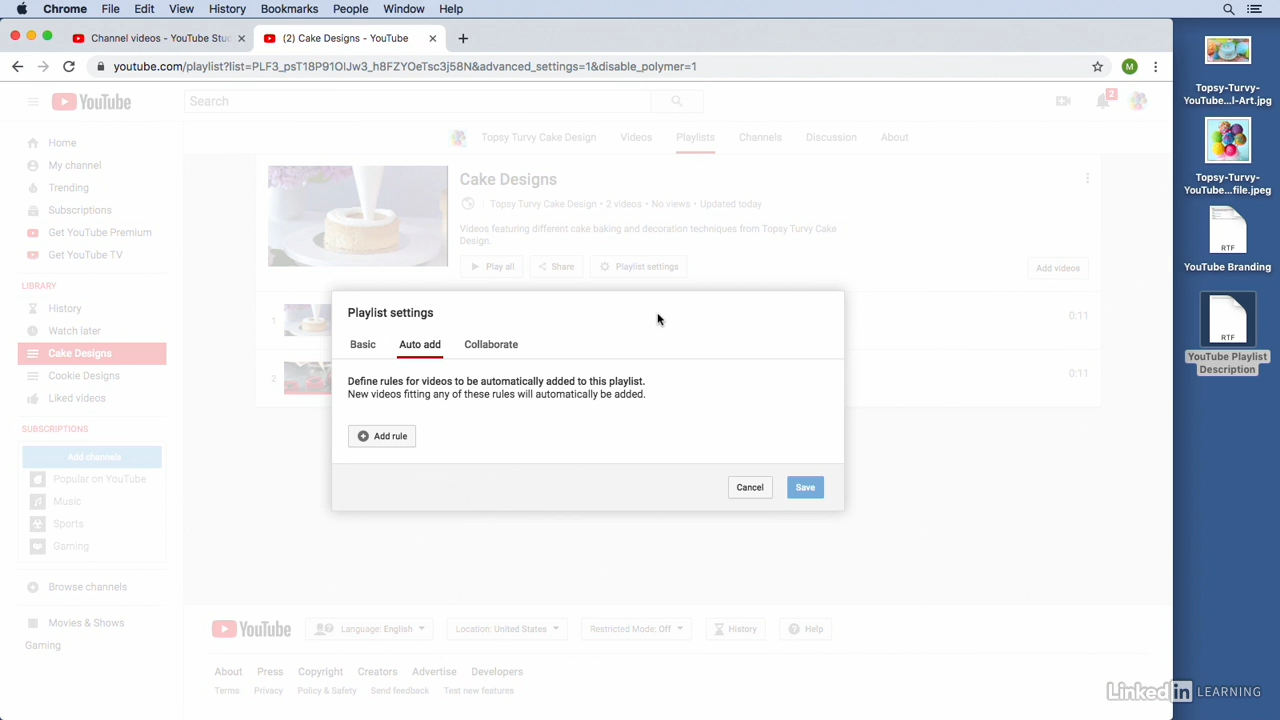 Chrome File Edit View History Bookmarks People Window Help
Channel videos - YouTube Stud
(2) Cake Designs - YouTube
youtube.com/playlist?list=PLF3_psT18P91OIJw3_h8FZYOeTsc3j58N&advanced_settings=1&disable_polymer=1
M
YouTube
Search
2
Home
My channel
Trending
Subscriptions
Get YouTube Premium
Get YouTube TV
LIBRARY
History
Watch later
Cake Designs
Cookie Designs
Liked videos
SUBSCRIPTIONS
Add channels
Popular on YouTube
Music
Sports
Gaming
Browse channels
Movies & Shows
Gaming
Topsy Turvy Cake Design Videos Playlists Channels Discussion About
Cake Designs
Topsy Turvy Cake Design • 2 videos • No views • Updated today
Videos featuring different cake baking and decoration techniques from Topsy Turvy Cake
Design.
Play all Share Playlist settings
Add videos
1
0:11
2
0:11
Playlist settings
Basic Auto add Collaborate
Define rules for videos to be automatically added to this playlist.
New videos fitting any of these rules will automatically be added.
Add rule
Cancel Save
YouTube Language: English Location: United States Restricted Mode: Off History Help
About Press Copyright Creators Advertise Developers
Terms Privacy Policy & Safety Send feedback Test new features
Topsy-Turvy-
YouTube...l-Art.jpg
Topsy-Turvy-
YouTube...file.jpeg
RTF
YouTube Branding
RTF
YouTube Playlist
Description
Linked in LEARNING